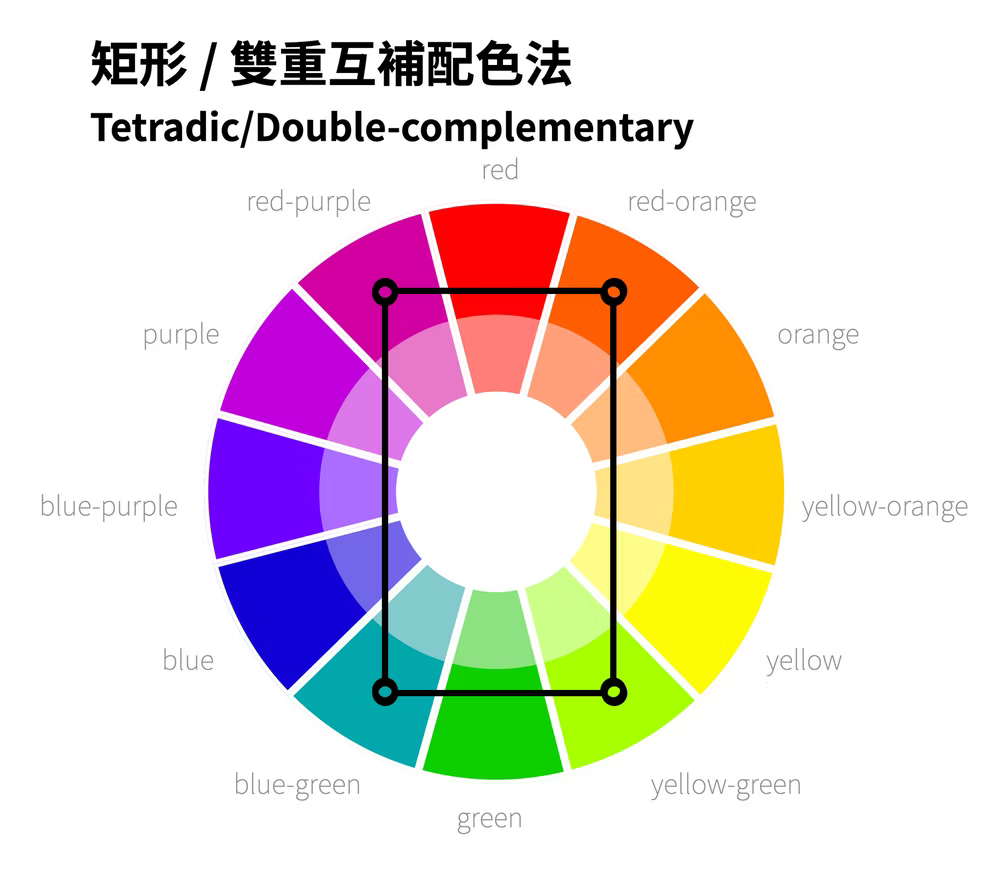 矩形 / 雙重互補配色法
Tetradic/Double-complementary
red
red-purple
red-orange
purple
orange
blue-purple
yellow-orange
blue
yellow
blue-green
yellow-green
green